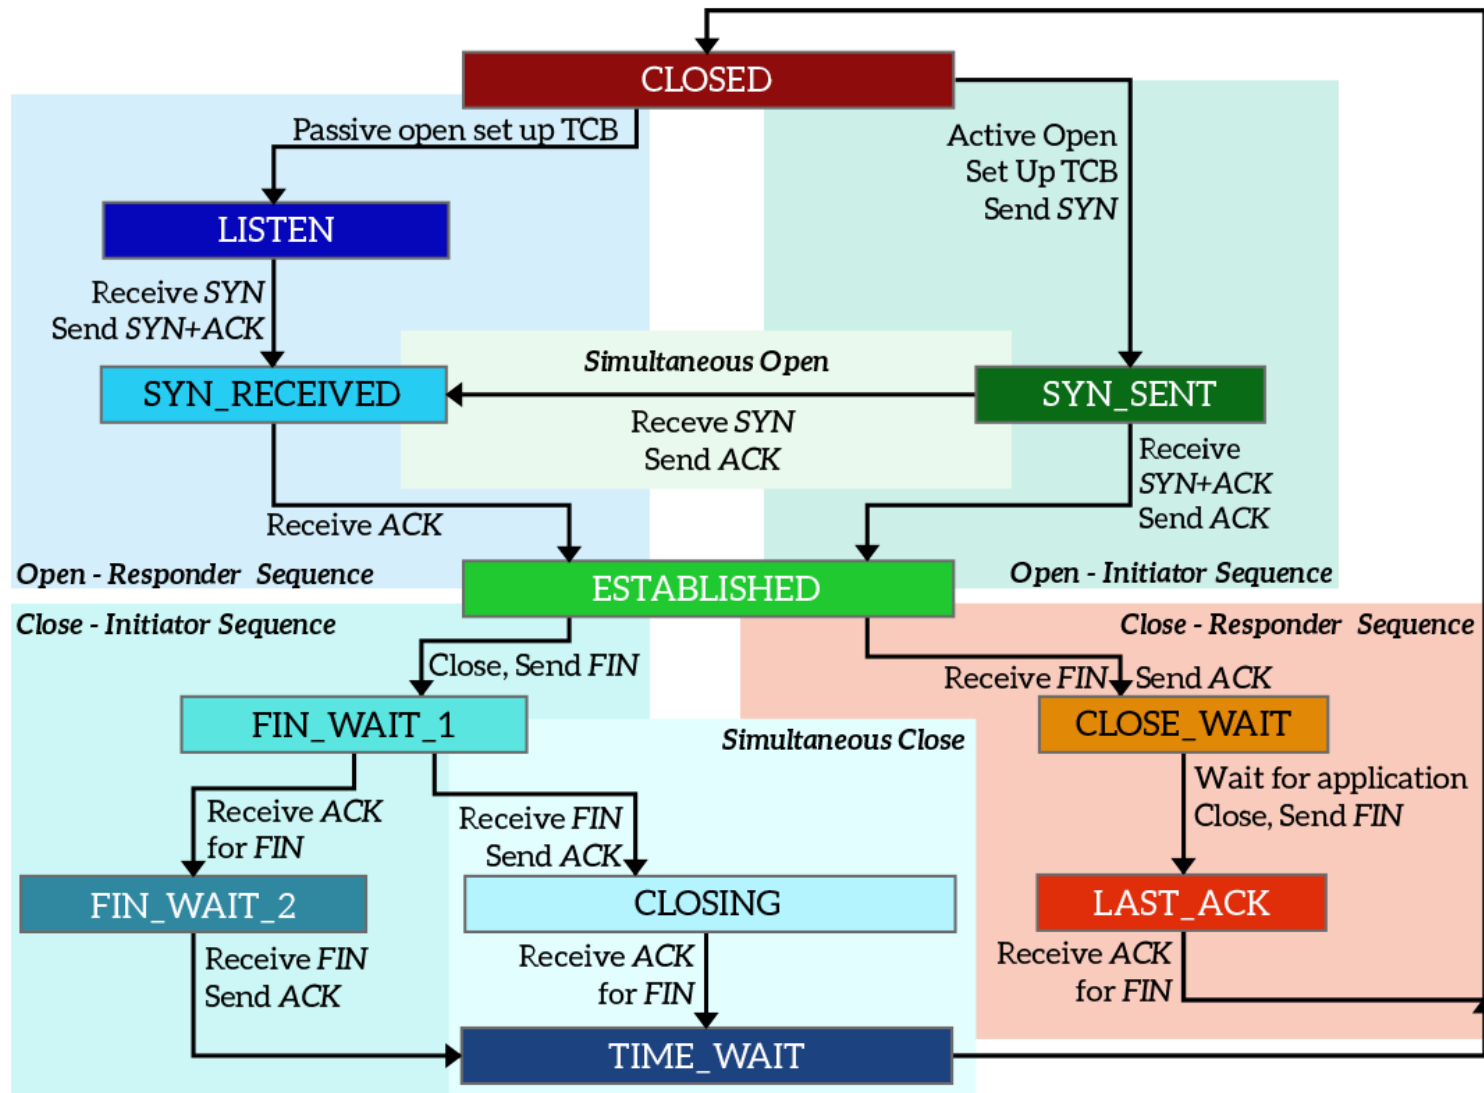 CLOSED
Passive open set up TCB
Active Open
Set Up TCB
Send SYN
LISTEN
Receive SYN
Send SYN+ACK
Simultaneous Open
SYN_RECEIVED
SYN_SENT
Receve SYN
Send ACK
Receive
SYN+ACK
Send ACK
Receive ACK
Open - Responder Sequence
Open - Initiator Sequence
ESTABLISHED
Close - Initiator Sequence
Close - Responder Sequence
Close, Send FIN
Receive FIN
Send ACK
FIN_WAIT_1
CLOSE_WAIT
Simultaneous Close
Receive ACK
for FIN
Receive FIN
Send ACK
Wait for application
Close, Send FIN
FIN_WAIT_2
CLOSING
LAST_ACK
Receive FIN
Send ACK
Receive ACK
for FIN
Receive ACK
for FIN
TIME_WAIT